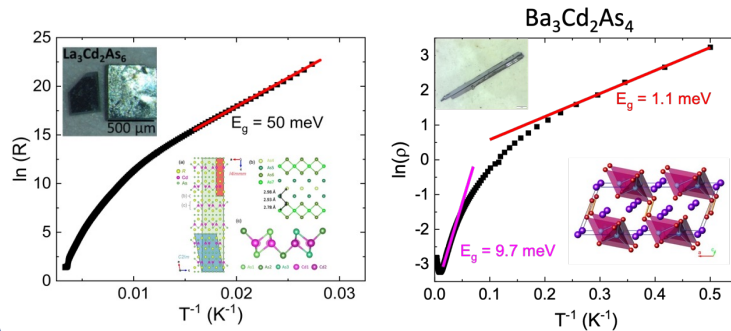 Ba3Cd2As4
La3Cd2As6
500 μm
ln (R)
25
20
15
10
5
0
Eg = 50 meV
(a)
(b)
(c)
2.56 Å
0.01
0.02
0.03
T-1 (K-1)
ln(ρ)
3
2
1
0
-1
-2
-3
Eg = 1.1 meV
Eg = 9.7 meV
0.0
0.1
0.2
0.3
0.4
0.5
T-1 (K-1)